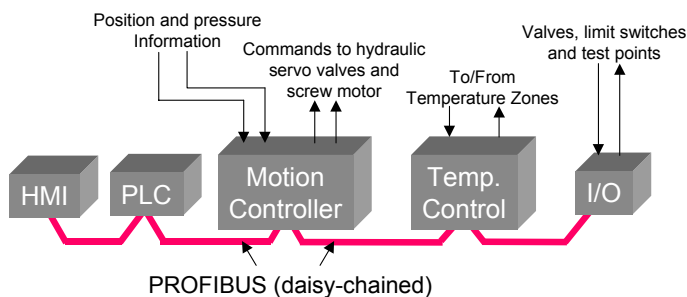 Position and pressure
Information
Commands to hydraulic
servo valves and
screw motor
To/From
Temperature Zones
Valves, limit switches
and test points
HMI
PLC
Motion
Controller
Temp.
Control
I/O
PROFIBUS (daisy-chained)